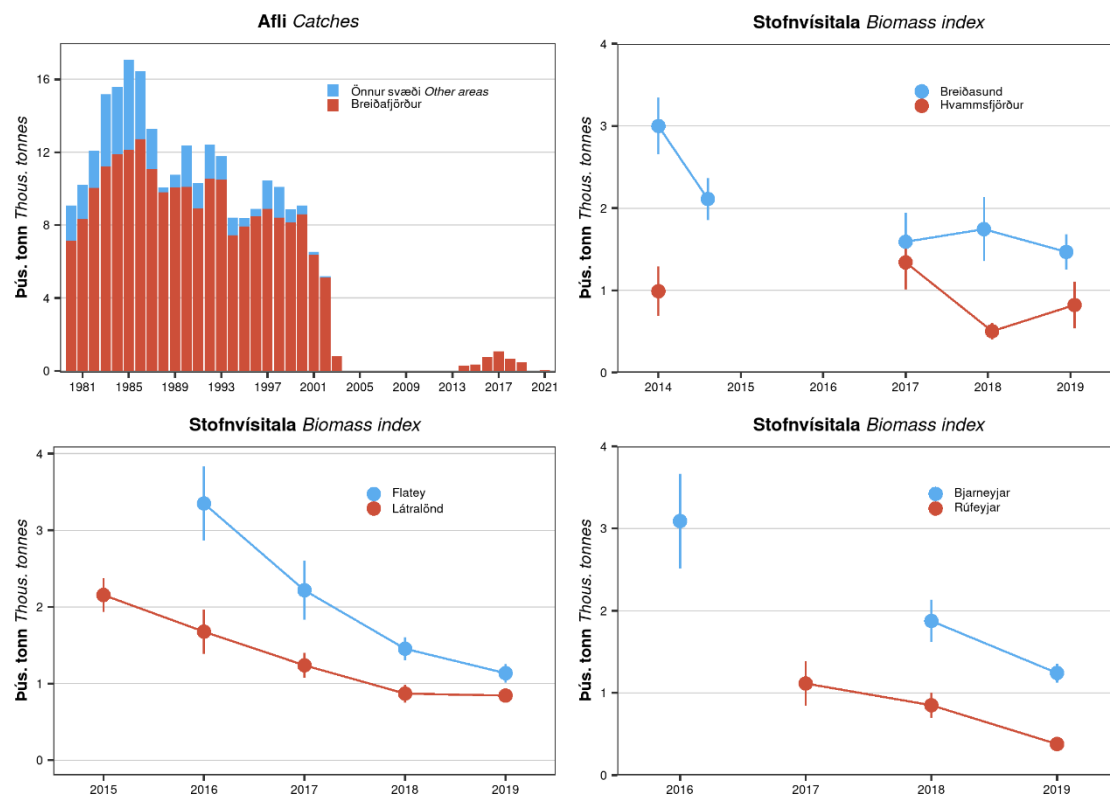 Afli Catches
Þús. tonn Thous. tonnes
16
12
8
4
0
Önnur svæði Other areas
Breiðafjörður
1981 1985 1989 1993 1997 2001 2005 2009 2013 2017 2021
Stofnvísitala Biomass index
Þús. tonn Thous. tonnes
4
3
2
1
0
Breiðasund
Hvammsfjörður
2014 2015 2016 2017 2018 2019
Stofnvísitala Biomass index
Þús. tonn Thous. tonnes
4
3
2
1
0
Flatey
Látralönd
2015 2016 2017 2018 2019
Stofnvísitala Biomass index
Þús. tonn Thous. tonnes
4
3
2
1
0
Bjarneyjar
Rúfeyjar
2016 2017 2018 2019